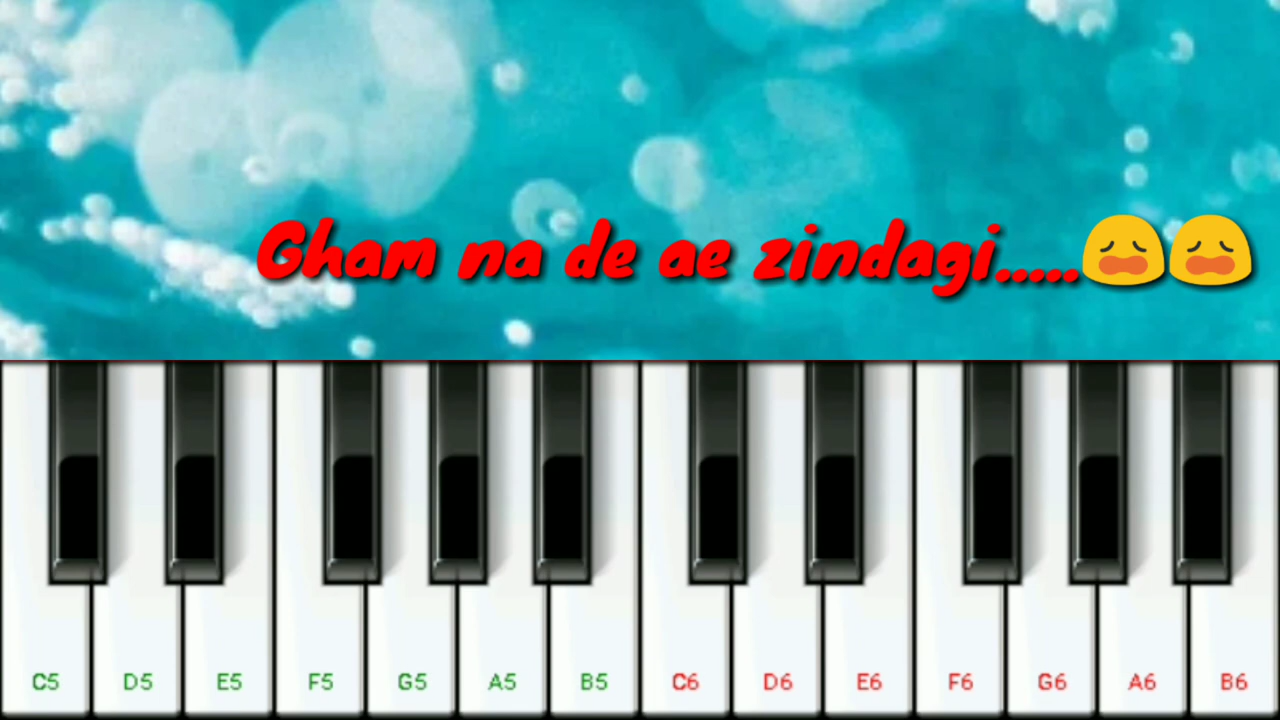 Gham na de ae zindagi.....😩😩
C5 D5 E5 F5 G5 A5 B5 C6 D6 E6 F6 G6 A6 B6